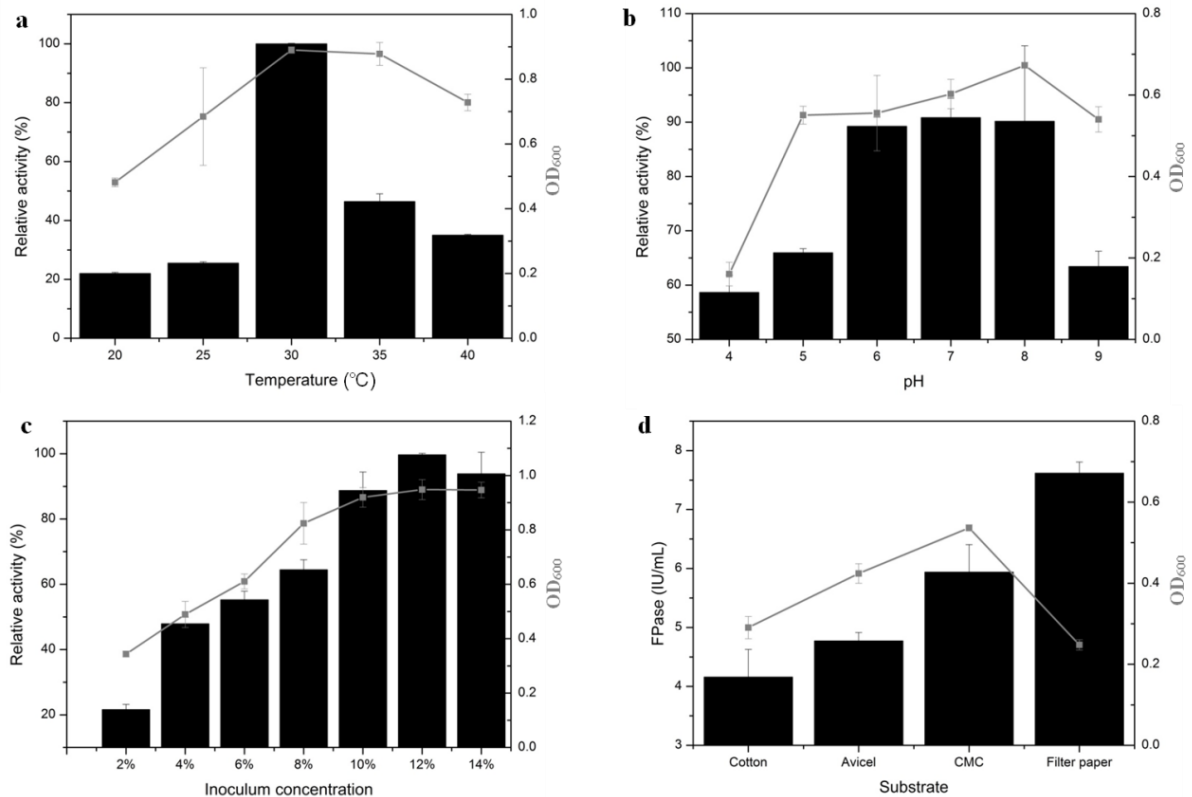 a
Relative activity (%)
100
80
60
40
20
0
1.0
0.8
0.6
0.4
0.2
0.0
OD600
20 25 30 35 40
Temperature (℃)
b
Relative activity (%)
110
100
90
80
70
60
50
0.8
0.6
0.4
0.2
0.0
OD600
4 5 6 7 8 9
pH
c
Relative activity (%)
100
80
60
40
20
1.2
1.0
0.8
0.6
0.4
0.2
0.0
OD600
2% 4% 6% 8% 10% 12% 14%
Inoculum concentration
d
FPase (IU/mL)
8
7
6
5
4
3
0.8
0.6
0.4
0.2
0.0
OD600
Cotton Avicel CMC Filter paper
Substrate